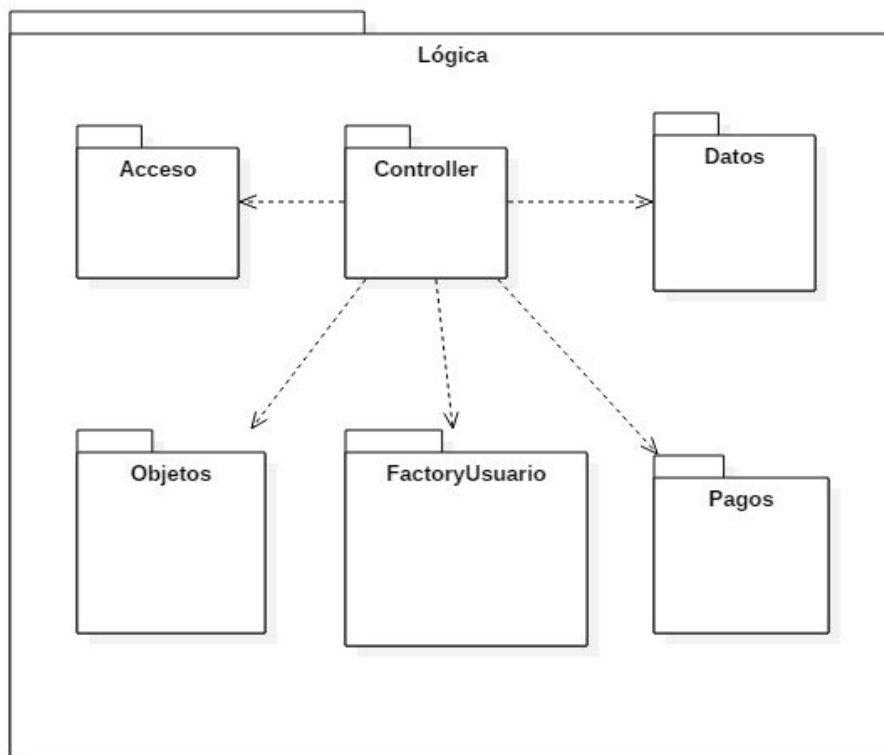 Lógica
Acceso
Controller
Datos
Objetos
FactoryUsuario
Pagos